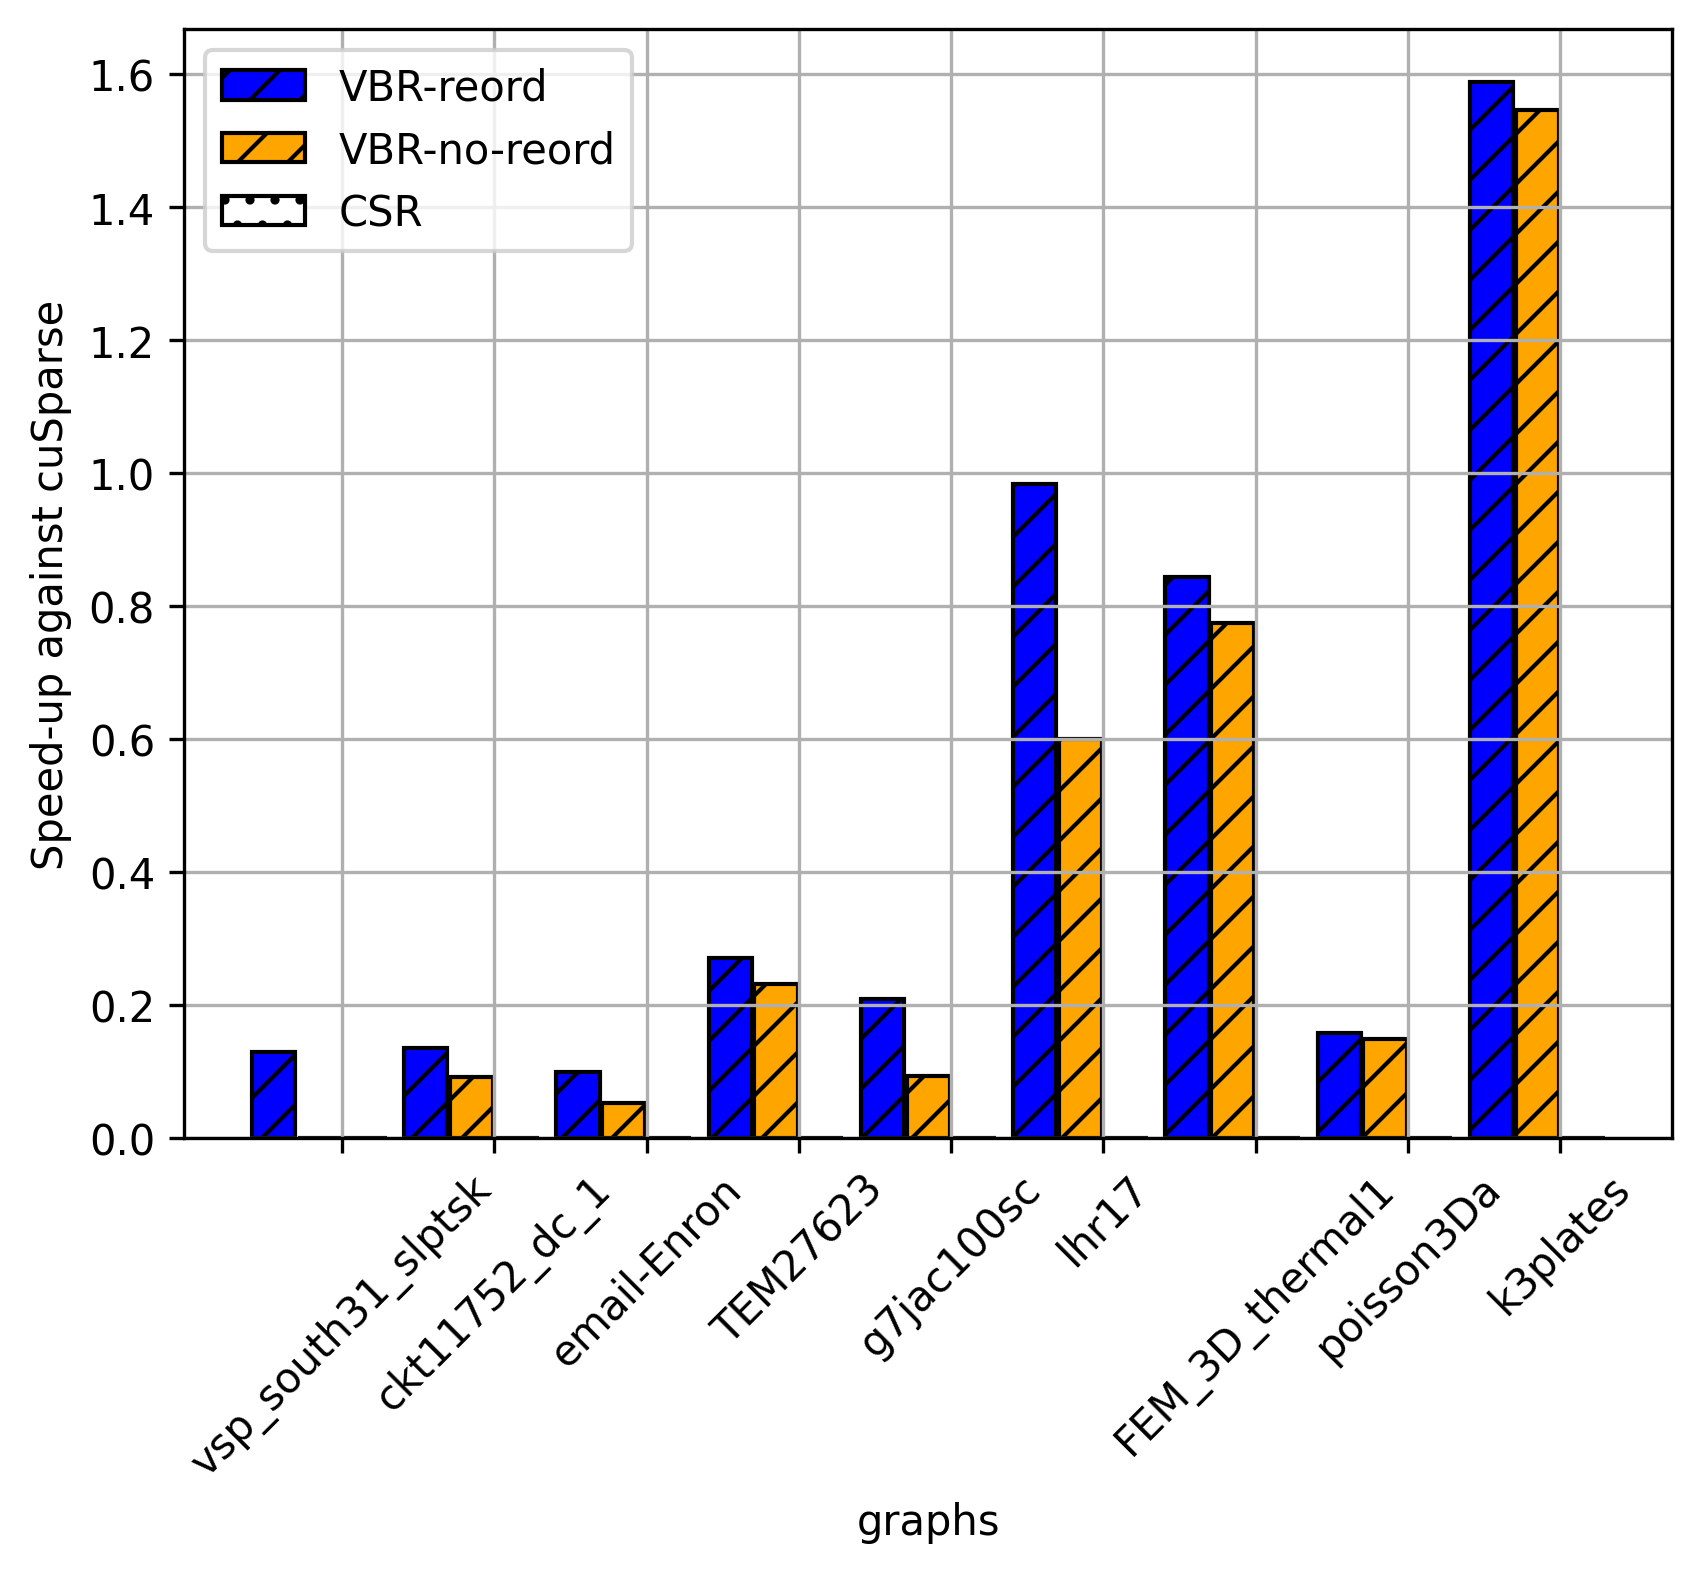 VBR-reord
VBR-no-reord
CSR
1.6
1.4
1.2
1.0
0.8
0.6
0.4
0.2
0.0
Speed-up against cuSparse
vsp_south31_slptsk
ckt11752_dc_1
email-Enron
TEM27623
g7jac100sc
lhr17
FEM_3D_thermal1
poisson3Da
k3plates
graphs